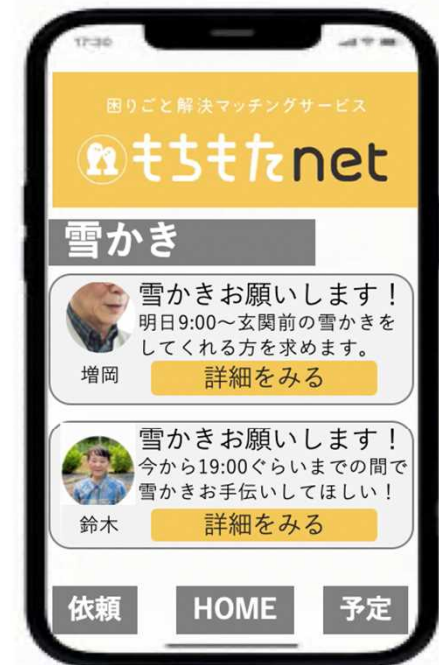 17:30
困りごと解決マッチングサービス
もちもたnet
雪かき
雪かきお願いします！
明日9:00～玄関前の雪かきを
してくれる方を求めます。
増岡
詳細をみる
雪かきお願いします！
今から19:00ぐらいまでの間で
雪かきお手伝いしてほしい！
鈴木
詳細をみる
依頼
HOME
予定